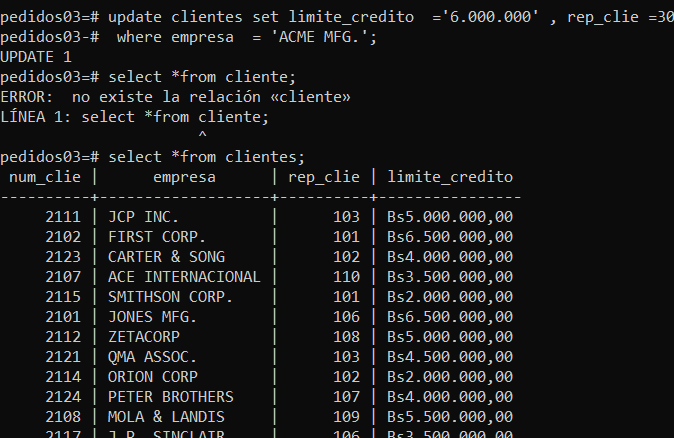 pedidos03=# update clientes set limite_credito  ='6.000.000' , rep_clie =30
pedidos03-#  where empresa  = 'ACME MFG.';
UPDATE 1
pedidos03=# select *from cliente;
ERROR:  no existe la relación «cliente»
LÍNEA 1: select *from cliente;
                      ^
pedidos03=# select *from clientes;
 num_clie |      empresa      | rep_clie | limite_credito
----------+-------------------+----------+----------------
     2111 | JCP INC.          |      103 | Bs5.000.000,00
     2102 | FIRST CORP.       |      101 | Bs6.500.000,00
     2123 | CARTER & SONG     |      102 | Bs4.000.000,00
     2107 | ACE INTERNACIONAL |      110 | Bs3.500.000,00
     2115 | SMITHSON CORP.    |      101 | Bs2.000.000,00
     2101 | JONES MFG.        |      106 | Bs6.500.000,00
     2112 | ZETACORP          |      108 | Bs5.000.000,00
     2121 | QMA ASSOC.        |      103 | Bs4.500.000,00
     2114 | ORION CORP        |      102 | Bs2.000.000,00
     2124 | PETER BROTHERS    |      107 | Bs4.000.000,00
     2108 | MOLA & LANDIS     |      109 | Bs5.500.000,00
     2117 | J.P. SINCLAIR     |      106 | Bs3.500.000,00